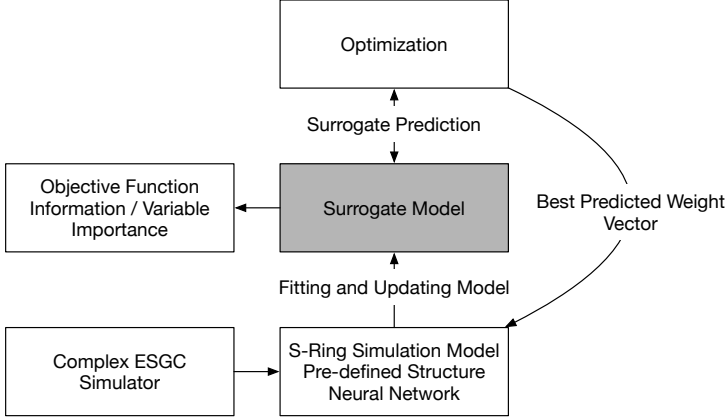 Optimization
Surrogate Prediction
Objective Function
Information / Variable
Importance
Surrogate Model
Best Predicted Weight
Vector
Fitting and Updating Model
Complex ESGC
Simulator
S-Ring Simulation Model
Pre-defined Structure
Neural Network